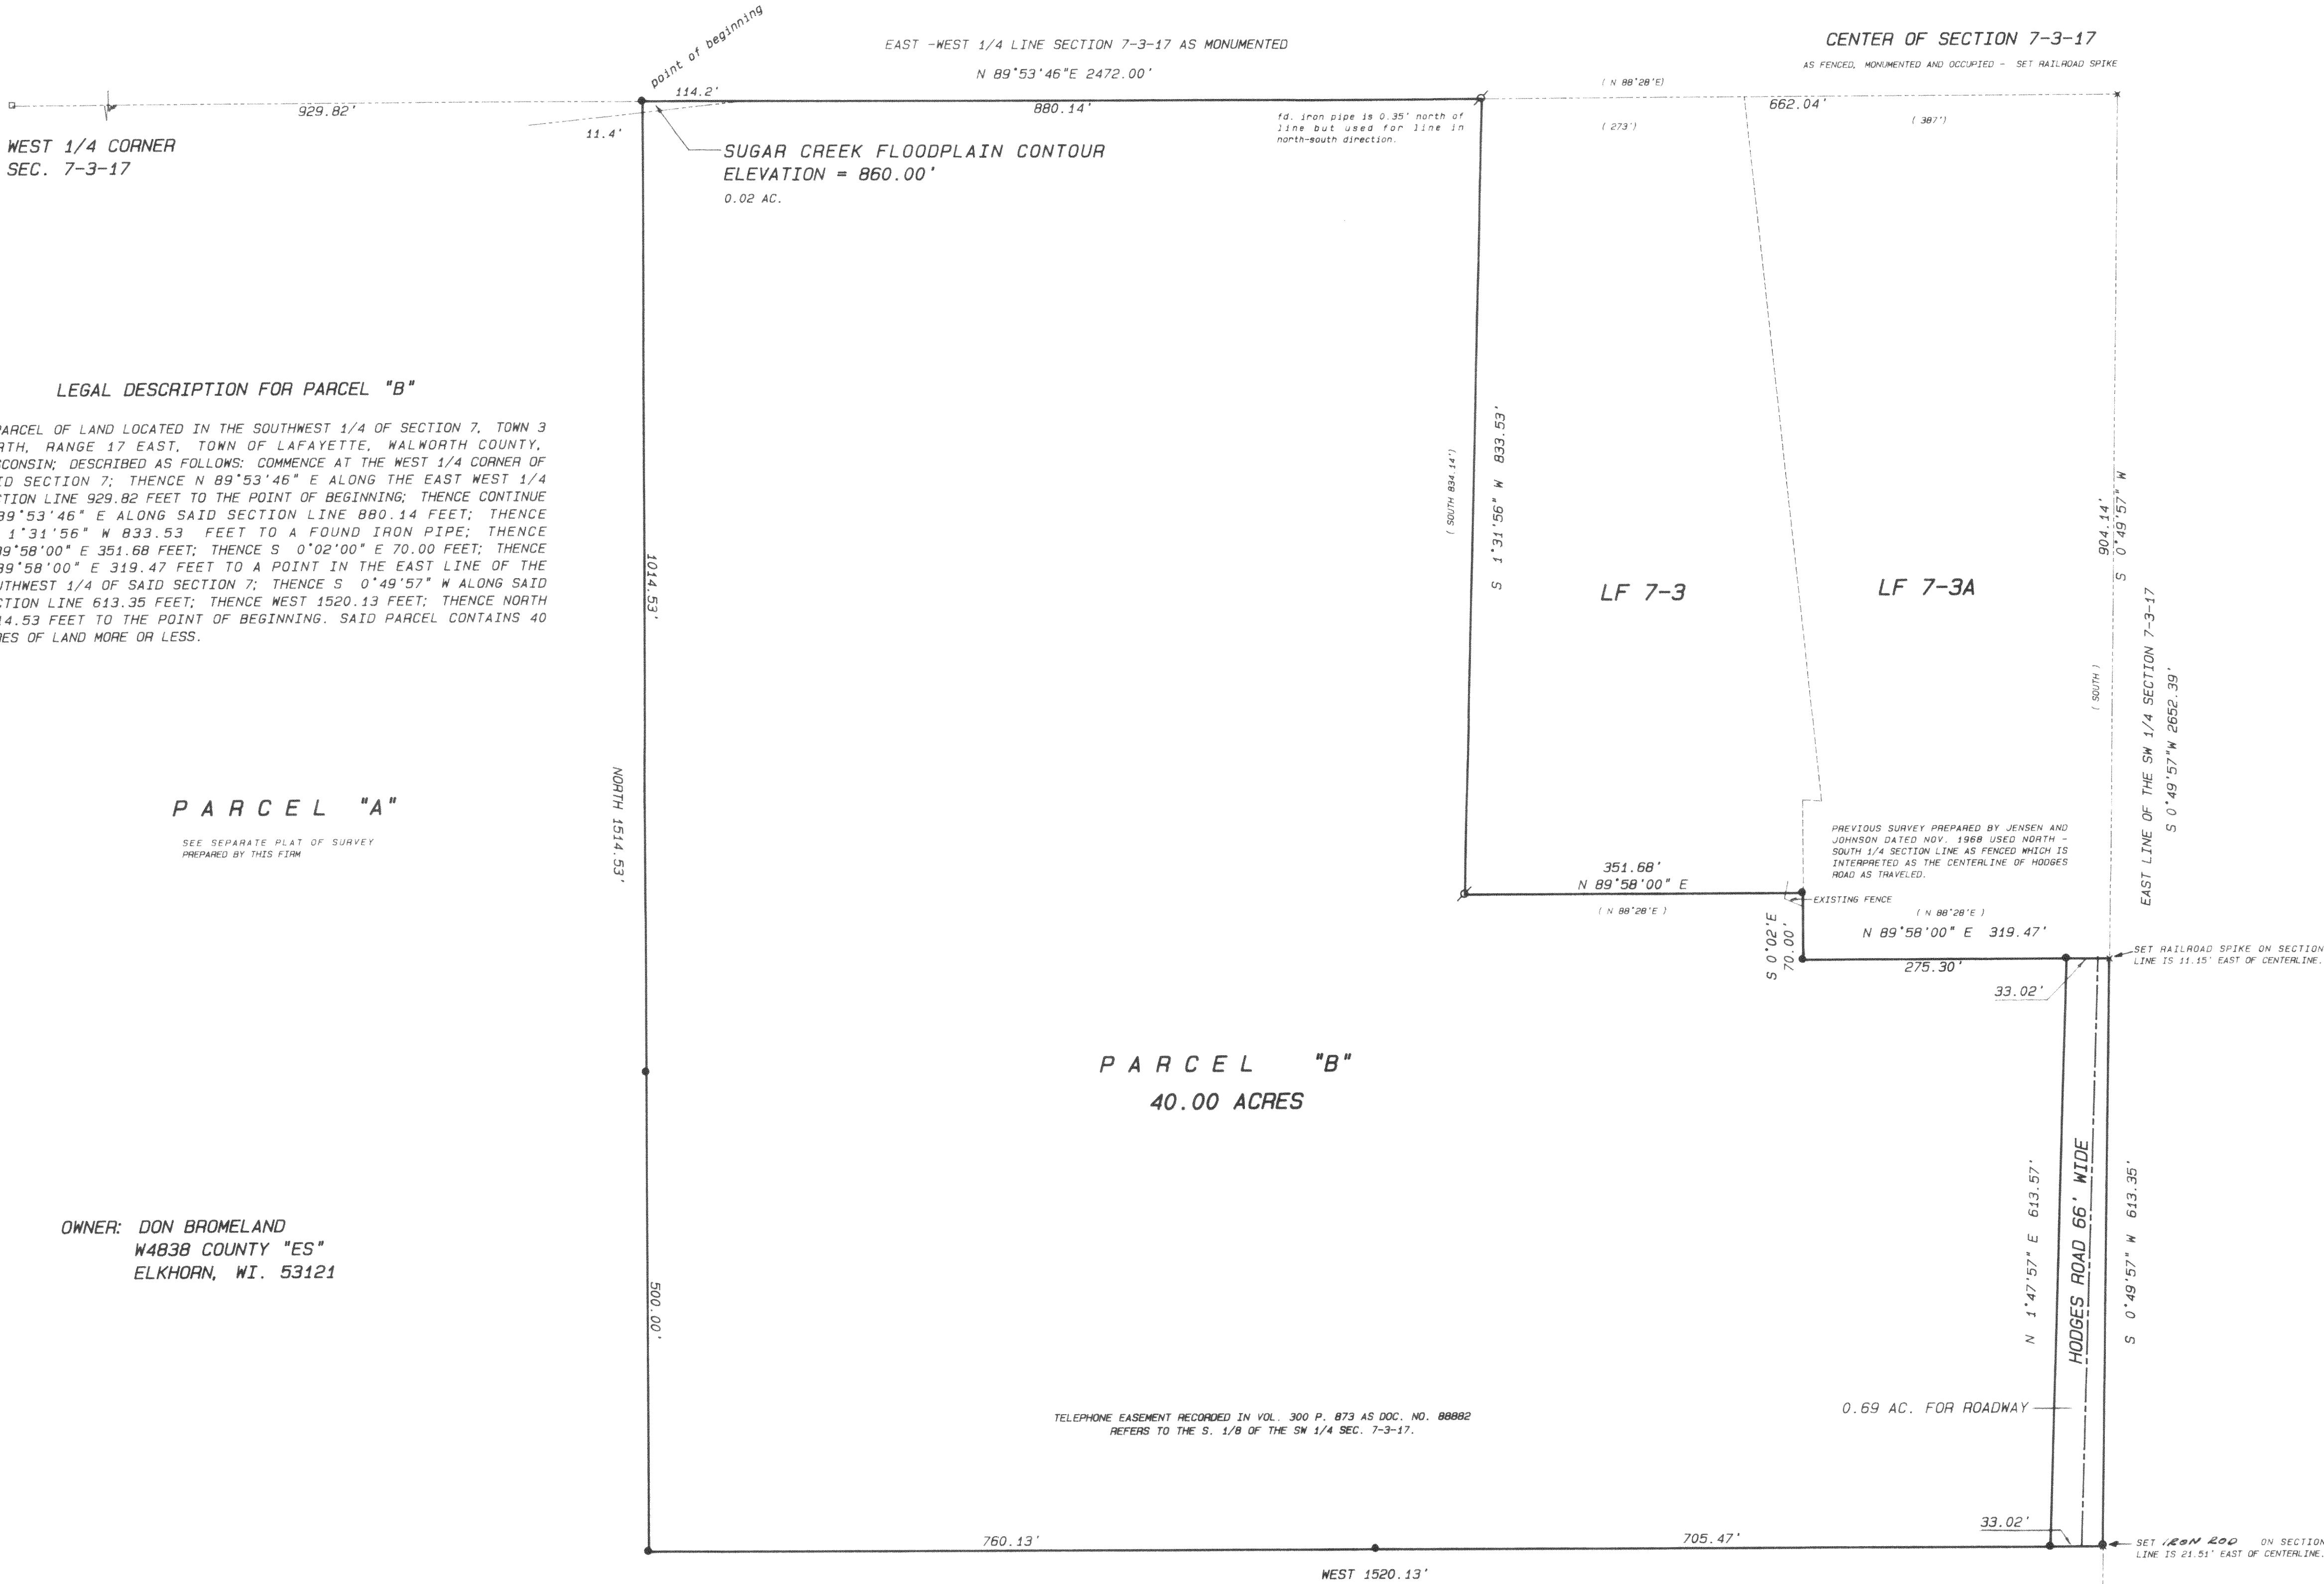 point of beginning
EAST -WEST 1/4 LINE SECTION 7-3-17 AS MONUMENTED
N 89°53'46"E 2472.00'
CENTER OF SECTION 7-3-17
AS FENCED, MONUMENTED AND OCCUPIED - SET RAILROAD SPIKE
( N 88°28'E)
929.82'
114.2'
880.14'
662.04'
11.4'
( 273')
( 387')
fd. iron pipe is 0.35' north of
line but used for line in
north-south direction.
WEST 1/4 CORNER
SEC. 7-3-17
SUGAR CREEK FLOODPLAIN CONTOUR
ELEVATION = 860.00'
0.02 AC.
LEGAL DESCRIPTION FOR PARCEL "B"
PARCEL OF LAND LOCATED IN THE SOUTHWEST 1/4 OF SECTION 7, TOWN 3
RTH, RANGE 17 EAST, TOWN OF LAFAYETTE, WALWORTH COUNTY,
SCONSIN; DESCRIBED AS FOLLOWS: COMMENCE AT THE WEST 1/4 CORNER OF
ID SECTION 7; THENCE N 89°53'46" E ALONG THE EAST WEST 1/4
CTION LINE 929.82 FEET TO THE POINT OF BEGINNING; THENCE CONTINUE
89°53'46" E ALONG SAID SECTION LINE 880.14 FEET; THENCE
1°31'56" W 833.53 FEET TO A FOUND IRON PIPE; THENCE
89°58'00" E 351.68 FEET; THENCE S 0°02'00" E 70.00 FEET; THENCE
89°58'00" E 319.47 FEET TO A POINT IN THE EAST LINE OF THE
UTHWEST 1/4 OF SAID SECTION 7; THENCE S 0°49'57" W ALONG SAID
CTION LINE 613.35 FEET; THENCE WEST 1520.13 FEET; THENCE NORTH
14.53 FEET TO THE POINT OF BEGINNING. SAID PARCEL CONTAINS 40
RES OF LAND MORE OR LESS.
1014.53'
NORTH 1514.53'
500.00'
( SOUTH 834.14')
S 1°31'56" W 833.53'
LF 7-3
LF 7-3A
904.14'
S 0°49'57" W
( SOUTH )
EAST LINE OF THE SW 1/4 SECTION 7-3-17
S 0°49'57"W 2652.39'
PARCEL "A"
SEE SEPARATE PLAT OF SURVEY
PREPARED BY THIS FIRM
PREVIOUS SURVEY PREPARED BY JENSEN AND
JOHNSON DATED NOV. 1968 USED NORTH -
SOUTH 1/4 SECTION LINE AS FENCED WHICH IS
INTERPRETED AS THE CENTERLINE OF HODGES
ROAD AS TRAVELED.
351.68'
N 89°58'00" E
( N 88°28'E )
EXISTING FENCE
( N 88°28'E )
N 89°58'00" E 319.47'
S 0°02'E
70.00'
275.30'
33.02'
SET RAILROAD SPIKE ON SECTION
LINE IS 11.15' EAST OF CENTERLINE.
PARCEL "B"
40.00 ACRES
N 1°47'57" E 613.57'
HODGES ROAD 66' WIDE
S 0°49'57" W 613.35'
OWNER: DON BROMELAND
W4838 COUNTY "ES"
ELKHORN, WI. 53121
0.69 AC. FOR ROADWAY
TELEPHONE EASEMENT RECORDED IN VOL. 300 P. 873 AS DOC. NO. 88882
REFERS TO THE S. 1/8 OF THE SW 1/4 SEC. 7-3-17.
33.02'
760.13'
705.47'
WEST 1520.13'
SET IRON ROD ON SECTION
LINE IS 21.51' EAST OF CENTERLINE.